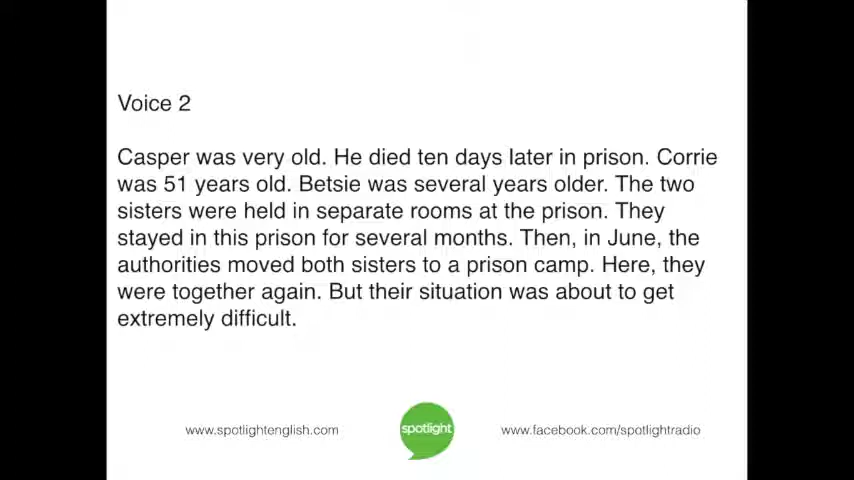 Voice 2
Casper was very old. He died ten days later in prison. Corrie
was 51 years old. Betsie was several years older. The two
sisters were held in separate rooms at the prison. They
stayed in this prison for several months. Then, in June, the
authorities moved both sisters to a prison camp. Here, they
were together again. But their situation was about to get
extremely difficult.
www.spotlightenglish.com
spotlight
www.facebook.com/spotlightradio